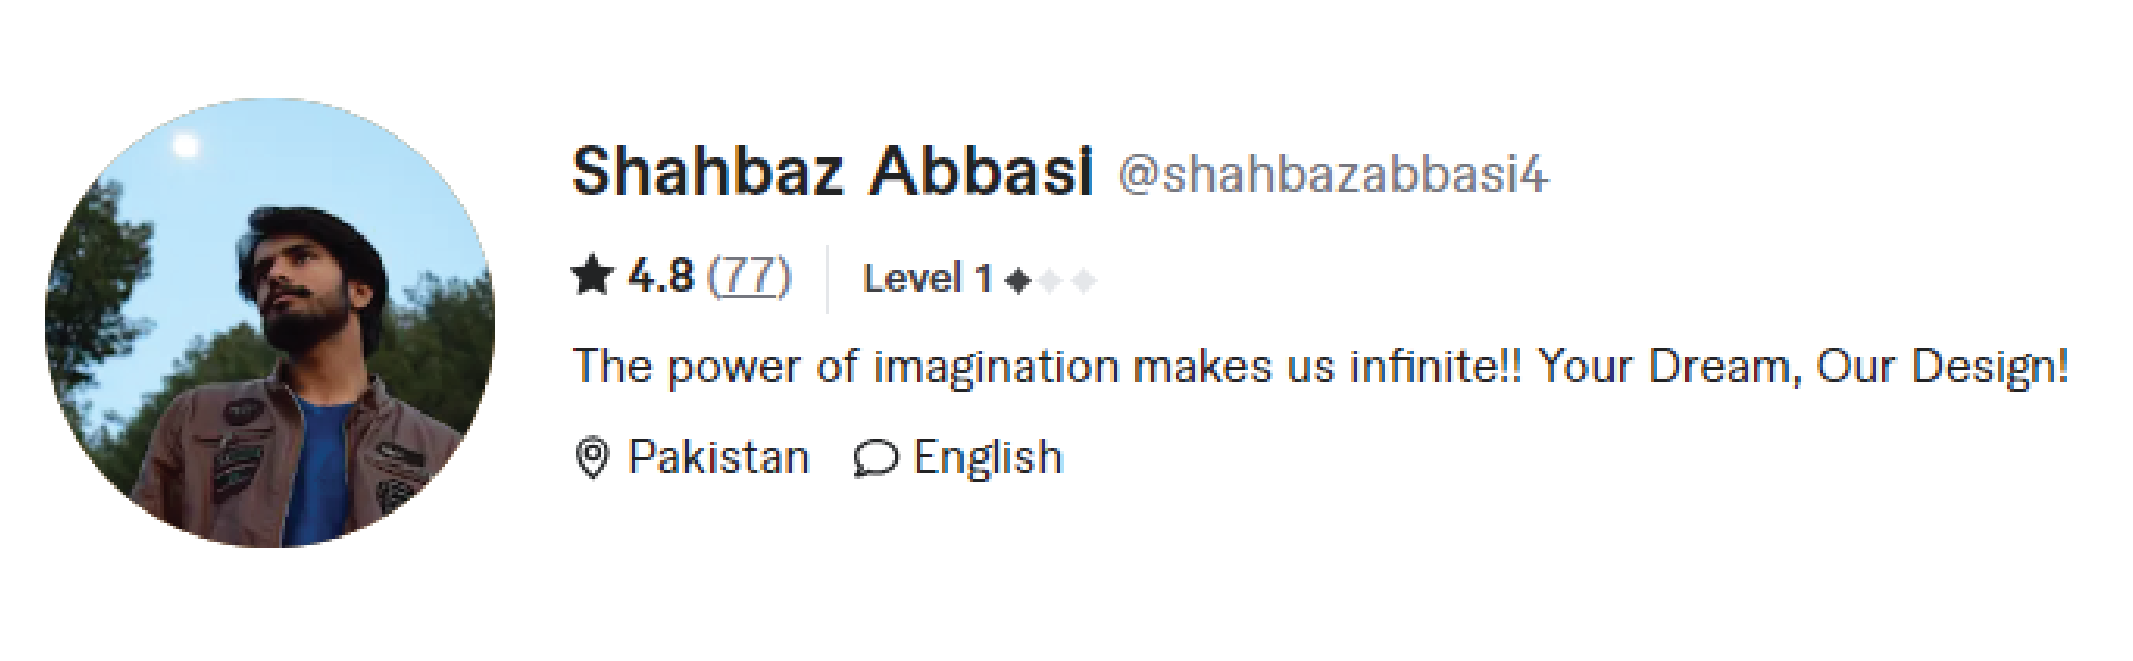 Shahbaz Abbasi @shahbazabbasi4
4.8 (77) Level 1
The power of imagination makes us infinite!! Your Dream, Our Design!
Pakistan English